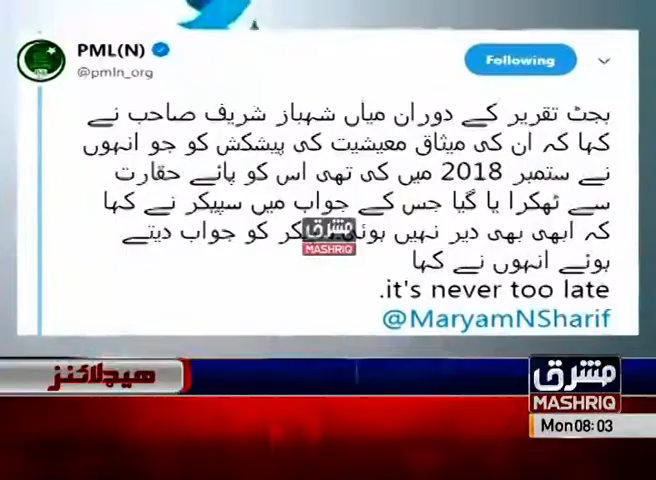 PML(N)
@pmln_org
Following
بجٹ تقریر کے دوران میاں شہباز شریف صاحب نے
کہا کہ ان کی میثاق معیشیت کی پیشکش کو جو انہوں
نے ستمبر 2018 میں کی تھی اس کو پائے حقارت
سے ٹھکرا یا گیا جس کے جواب میں سپیکر نے کہا
کہ ابھی بھی دیر نہیں ہوئی کو جواب دیتے
ہوئے انہوں نے کہا
it's never too late.
@MaryamNSharif
مشرق
MASHRIQ
ہیڈلائنز
مشرق
MASHRIQ
Mon 08:03